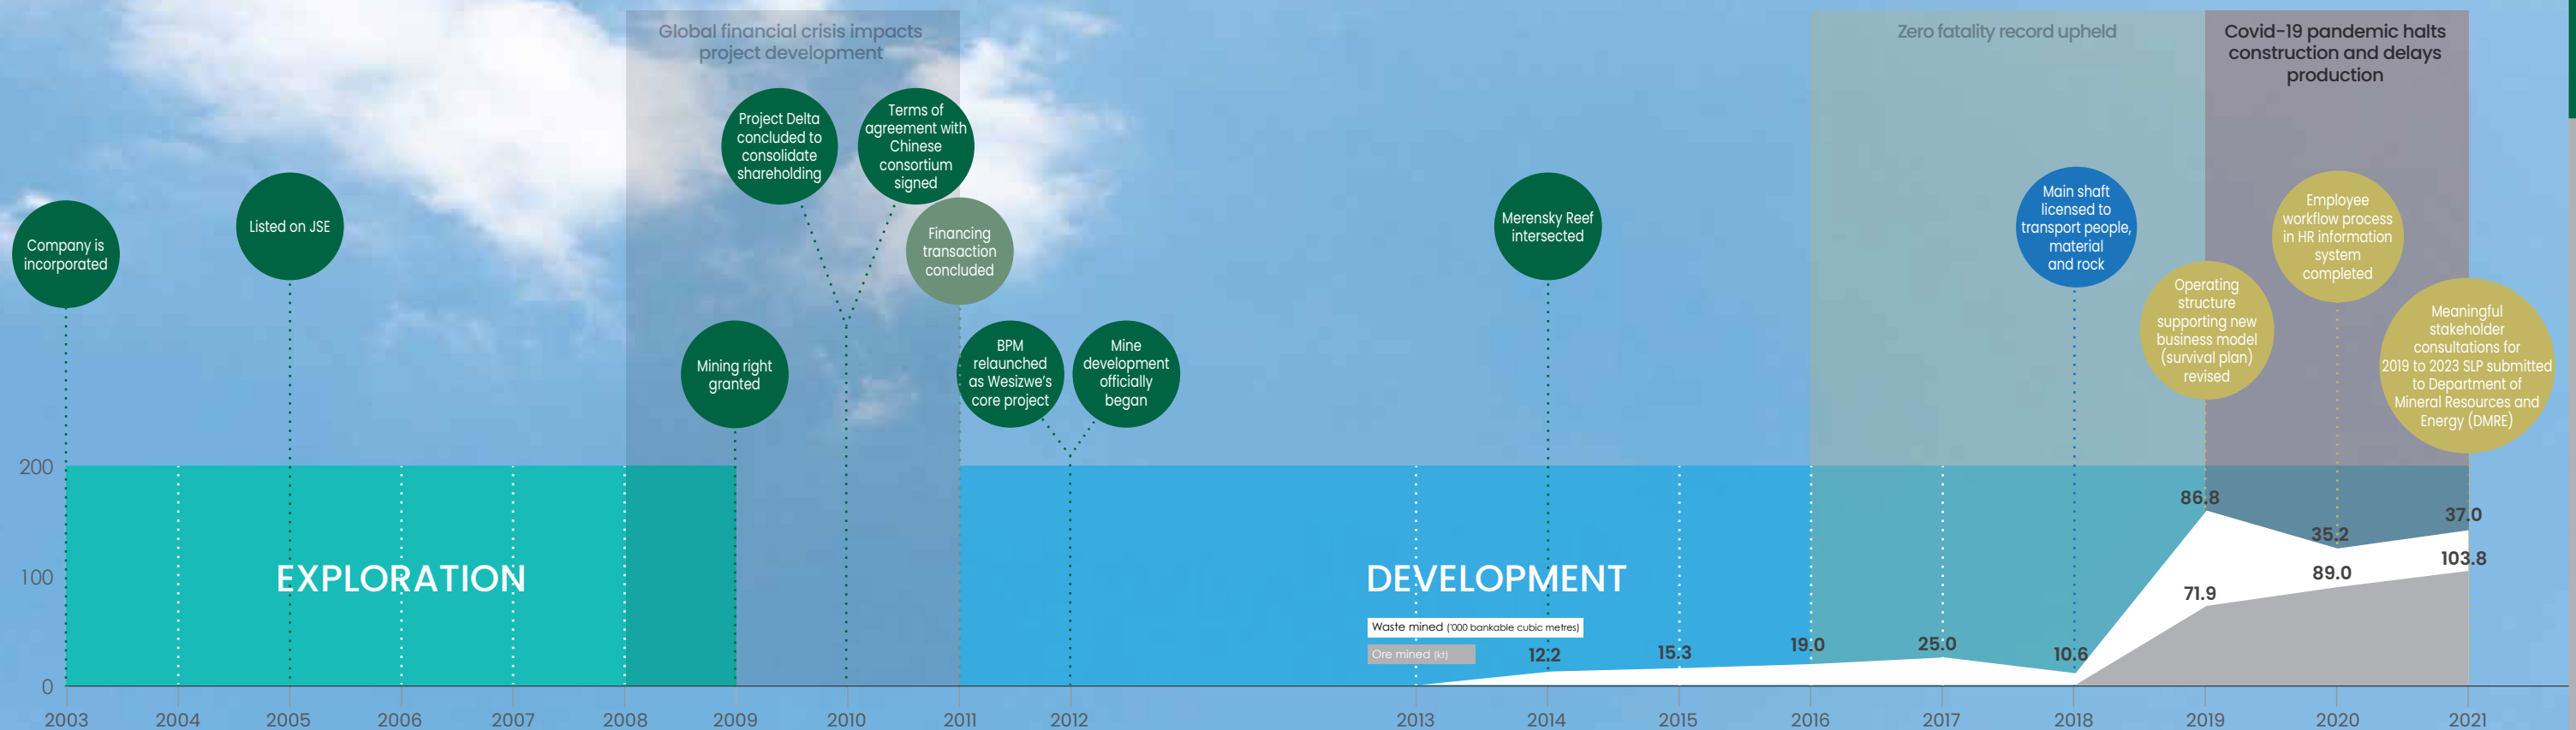 Global financial crisis impacts
project development
Zero fatality record upheld
Covid-19 pandemic halts
construction and delays
production
Company is
incorporated
Listed on JSE
Mining right
granted
Project Delta
concluded to
consolidate
shareholding
Terms of
agreement with
Chinese
consortium
signed
Financing
transaction
concluded
BPM
relaunched
as Wesizwe's
core project
Mine
development
officially
began
Merensky Reef
intersected
Main shaft
licensed to
transport people,
material
and rock
Operating
structure
supporting new
business model
(survival plan)
revised
Employee
workflow process
in HR information
system
completed
Meaningful
stakeholder
consultations for
2019 to 2023 SLP submitted
to Department of
Mineral Resources and
Energy (DMRE)
200
100
0
EXPLORATION
DEVELOPMENT
Waste mined ('000 bankable cubic metres)
Ore mined (kt)
12.2
15.3
19.0
25.0
10.6
86.8
71.9
35.2
89.0
37.0
103.8
2003
2004
2005
2006
2007
2008
2009
2010
2011
2012
2013
2014
2015
2016
2017
2018
2019
2020
2021